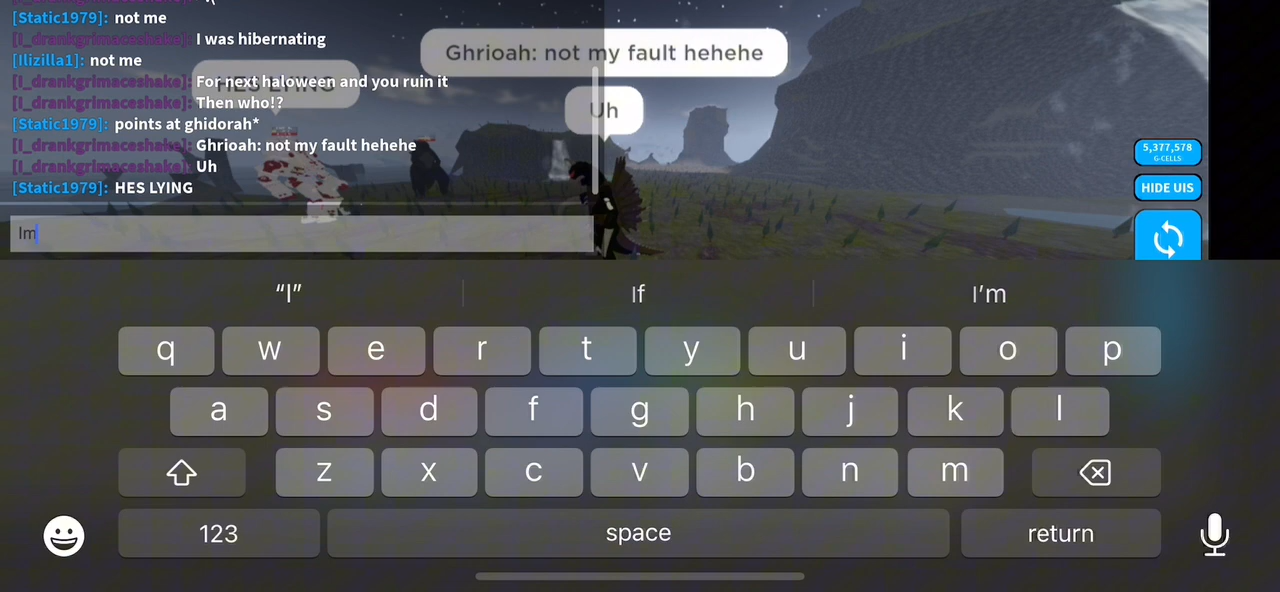 [Static1979]: not me
[I_drankgrimaceshake]: I was hibernating
[Ilizilla1]: not me
[I_drankgrimaceshake]: For next haloween and you ruin it
[I_drankgrimaceshake]: Then who!?
[Static1979]: points at ghidorah*
[I_drankgrimaceshake]: Ghrioah: not my fault hehehe
[I_drankgrimaceshake]: Uh
[Static1979]: HES LYING
Im
HES LYING
Ghrioah: not my fault hehehe
Uh
5,377,578
G-CELLS
HIDE UIS
“I” If I’m
q w e r t y u i o p
a s d f g h j k l
z x c v b n m
123 space return